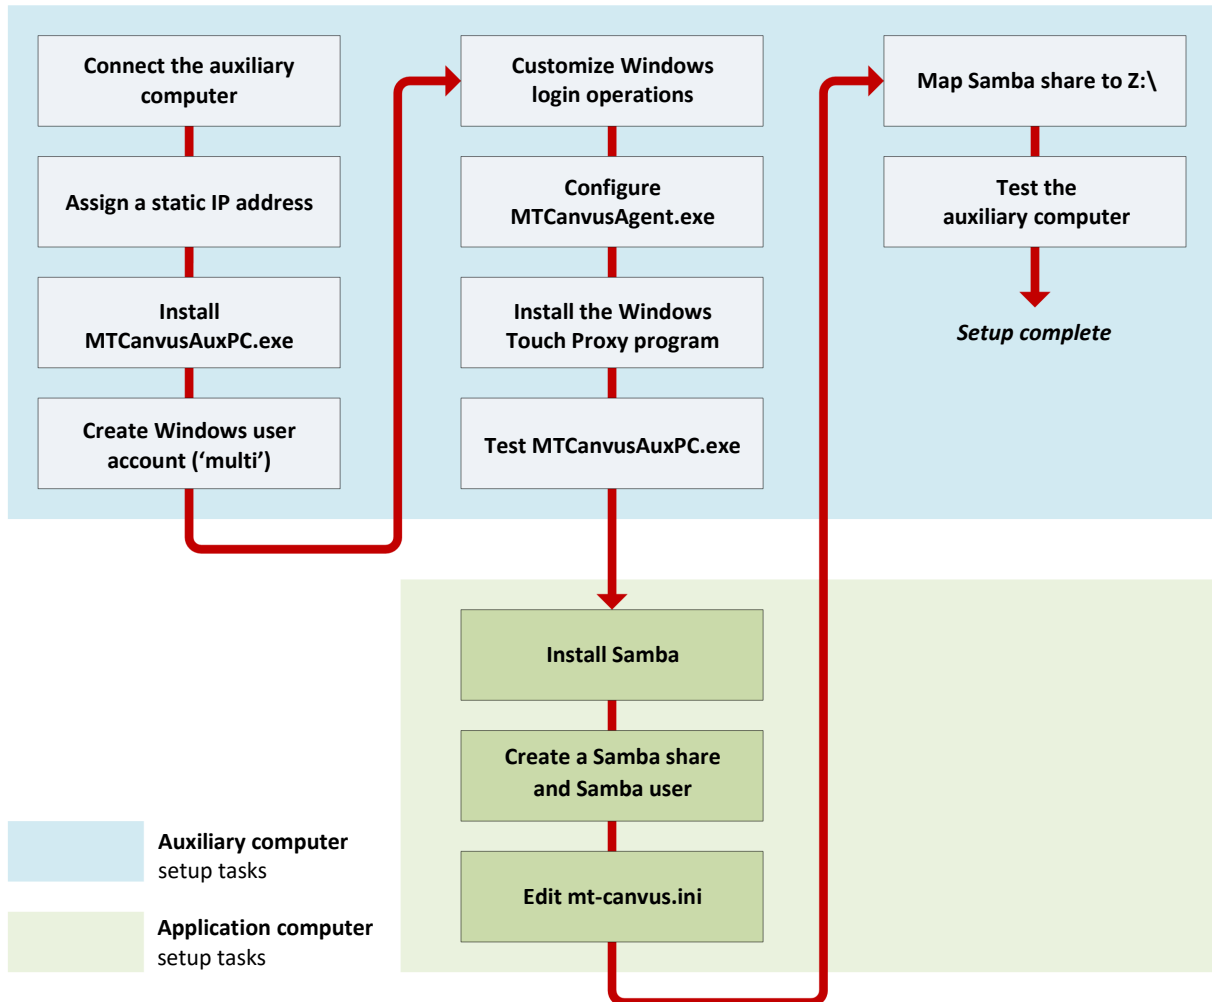 Connect the auxiliary
computer
Assign a static IP address
Install
MTCanvusAuxPC.exe
Create Windows user
account (‘multi’)
Customize Windows
login operations
Configure
MTCanvusAgent.exe
Install the Windows
Touch Proxy program
Test MTCanvusAuxPC.exe
Install Samba
Create a Samba share
and Samba user
Edit mt-canvus.ini
Map Samba share to Z:\
Test the
auxiliary computer
Setup complete
Auxiliary computer
setup tasks
Application computer
setup tasks